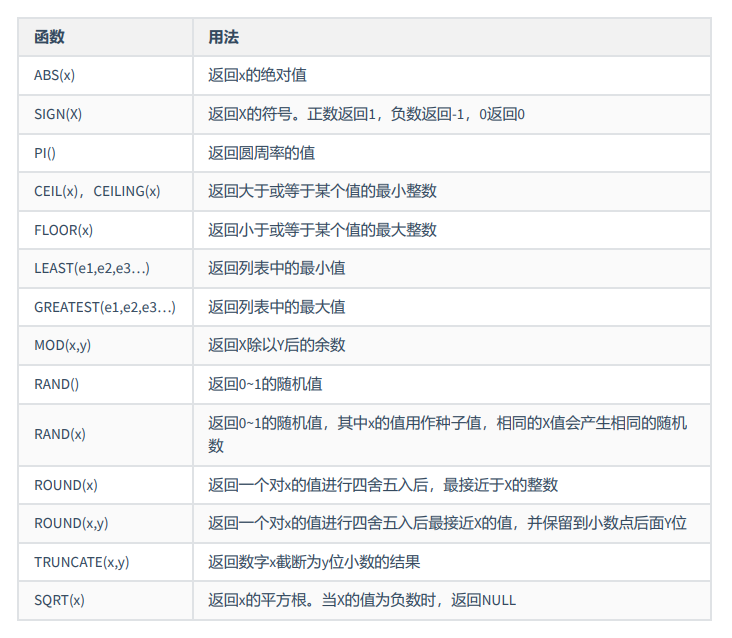 函数 用法
ABS(x) 返回x的绝对值
SIGN(X) 返回X的符号。正数返回1，负数返回-1，0返回0
PI() 返回圆周率的值
CEIL(x)，CEILING(x) 返回大于或等于某个值的最小整数
FLOOR(x) 返回小于或等于某个值的最大整数
LEAST(e1,e2,e3…) 返回列表中的最小值
GREATEST(e1,e2,e3…) 返回列表中的最大值
MOD(x,y) 返回X除以Y后的余数
RAND() 返回0~1的随机值
RAND(x) 返回0~1的随机值，其中x的值用作种子值，相同的X值会产生相同的随机
数
ROUND(x) 返回一个对x的值进行四舍五入后，最接近于X的整数
ROUND(x,y) 返回一个对x的值进行四舍五入后最接近X的值，并保留到小数点后面Y位
TRUNCATE(x,y) 返回数字x截断为y位小数的结果
SQRT(x) 返回x的平方根。当X的值为负数时，返回NULL